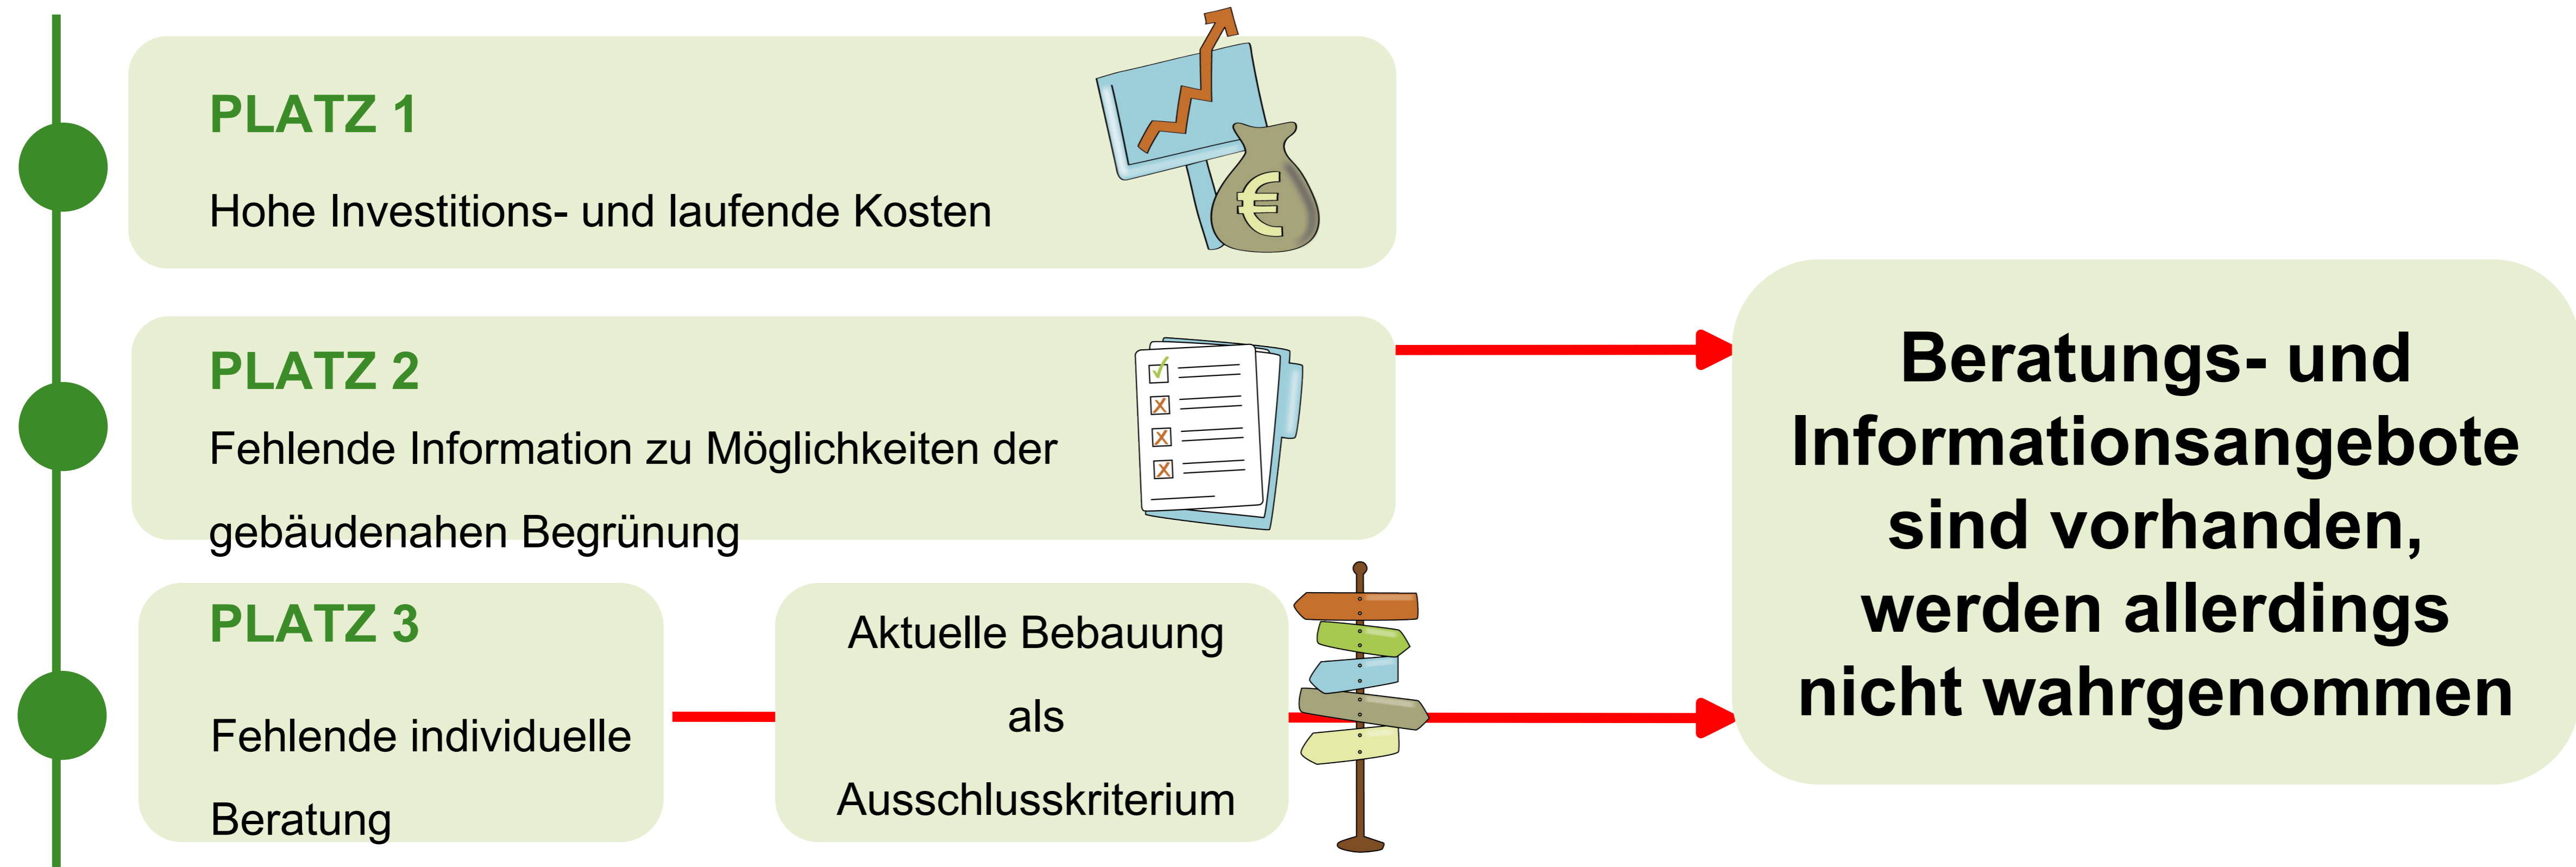 PLATZ 1
Hohe Investitions- und laufende Kosten
€
PLATZ 2
Fehlende Information zu Möglichkeiten der
gebäudenahen Begrünung
PLATZ 3
Fehlende individuelle
Beratung
Aktuelle Bebauung
als
Ausschlusskriterium
Beratungs- und
Informationsangebote
sind vorhanden,
werden allerdings
nicht wahrgenommen